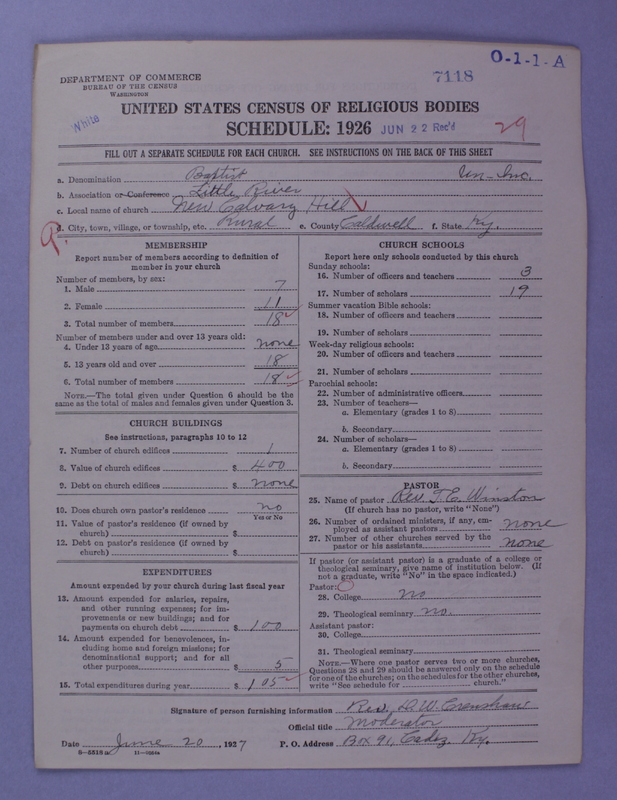 O-1-1-A
7118
DEPARTMENT OF COMMERCE
BUREAU OF THE CENSUS
WASHINGTON
White
UNITED STATES CENSUS OF RELIGIOUS BODIES
SCHEDULE: 1926 JUN 22 Rec'd
29
FILL OUT A SEPARATE SCHEDULE FOR EACH CHURCH. SEE INSTRUCTIONS ON THE BACK OF THIS SHEET
a. Denomination Baptist Un-Inc.
b. Association or Conference Little River
c. Local name of church New Calvary Hill
d. City, town, village, or township, etc. Rural e. County Caldwell f. State Ky.
MEMBERSHIP
Report number of members according to definition of
member in your church
Number of members, by sex:
1. Male 7
2. Female 11
3. Total number of members 18
Number of members under and over 13 years old:
4. Under 13 years of age none
5. 13 years old and over 18
6. Total number of members 18
NOTE.—The total given under Question 6 should be
same as the total of males and females given under Question 3.
CHURCH BUILDINGS
See instructions, paragraphs 10 to 12
7. Number of church edifices 1
8. Value of church edifices $ 400
9. Debt on church edifices $ none
10. Does church own pastor's residence no
Yes or No
11. Value of pastor's residence (if owned by
church) $
12. Debt on pastor's residence (if owned by
church) $
EXPENDITURES
Amount expended by your church during last fiscal year
13. Amount expended for salaries, repairs,
and other running expenses; for im-
provements or new buildings; and for
payments on church debt $ 100
14. Amount expended for benevolences, in-
cluding home and foreign missions; for
denominational support; and for all
other purposes $ 5
15. Total expenditures during year $ 105
CHURCH SCHOOLS
Report here only schools conducted by this church
Sunday schools:
16. Number of officers and teachers 3
17. Number of scholars 19
Summer vacation Bible schools:
18. Number of officers and teachers
19. Number of scholars
Week-day religious schools:
20. Number of officers and teachers
21. Number of scholars
Parochial schools:
22. Number of administrative officers
23. Number of teachers—
a. Elementary (grades 1 to 8)
b. Secondary
24. Number of scholars—
a. Elementary (grades 1 to 8)
b. Secondary
PASTOR
25. Name of pastor Rev. T. E. Winston
(If church has no pastor, write "None")
26. Number of ordained ministers, if any, em-
ployed as assistant pastors none
27. Number of other churches served by the
pastor or his assistants none
If pastor (or assistant pastor) is a graduate of a college or
theological seminary, give name of institution below. (If
not a graduate, write "No" in the space indicated.)
Pastor:
28. College no
29. Theological seminary no.
Assistant pastor:
30. College
31. Theological seminary
NOTE.—Where one pastor serves two or more churches,
Questions 28 and 29 should be answered only on the schedule
for one of the churches; on the schedules for the other churches,
write "See schedule for church."
Signature of person furnishing information Rev. D. W. Crenshaw
Official title Moderator
Date June 20, 1927 P. O. Address Box 91, Cadiz, Ky.